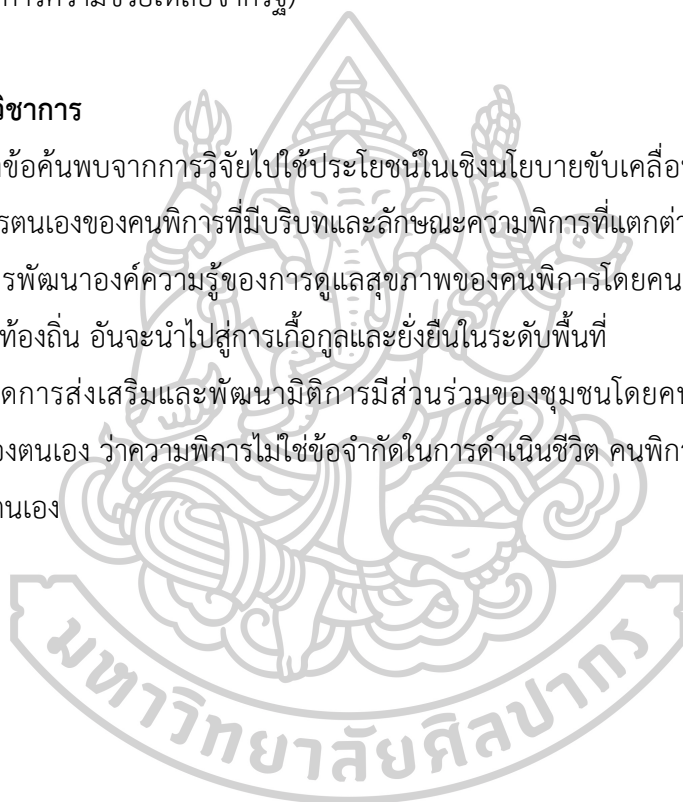 การความช่วยเหลือจากรัฐ)
วิชาการ
ข้อค้นพบจากการวิจัยไปใช้ประโยชน์ในเชิงนโยบายขับเคลื่อน
รตนเองของคนพิการที่มีบริบทและลักษณะความพิการที่แตกต่า
รพัฒนาองค์ความรู้ของการดูแลสุขภาพของคนพิการโดยคน
ท้องถิ่น อันจะนำไปสู่การเกื้อกูลและยั่งยืนในระดับพื้นที่
ดการส่งเสริมและพัฒนามิติการมีส่วนร่วมของชุมชนโดยคน
องตนเอง ว่าความพิการไม่ใช่ข้อจำกัดในการดำเนินชีวิต คนพิกา
านเอง
มหาวิทยาลัยศิลปากร